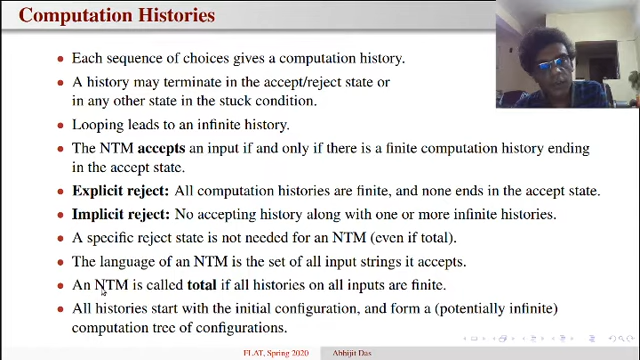 Computation Histories
Each sequence of choices gives a computation history.
A history may terminate in the accept/reject state or
in any other state in the stuck condition.
Looping leads to an infinite history.
The NTM accepts an input if and only if there is a finite computation history ending
in the accept state.
Explicit reject: All computation histories are finite, and none ends in the accept state.
Implicit reject: No accepting history along with one or more infinite histories.
A specific reject state is not needed for an NTM (even if total).
The language of an NTM is the set of all input strings it accepts.
An NTM is called total if all histories on all inputs are finite.
All histories start with the initial configuration, and form a (potentially infinite)
computation tree of configurations.
FLAT, Spring 2020 Abhijit Das